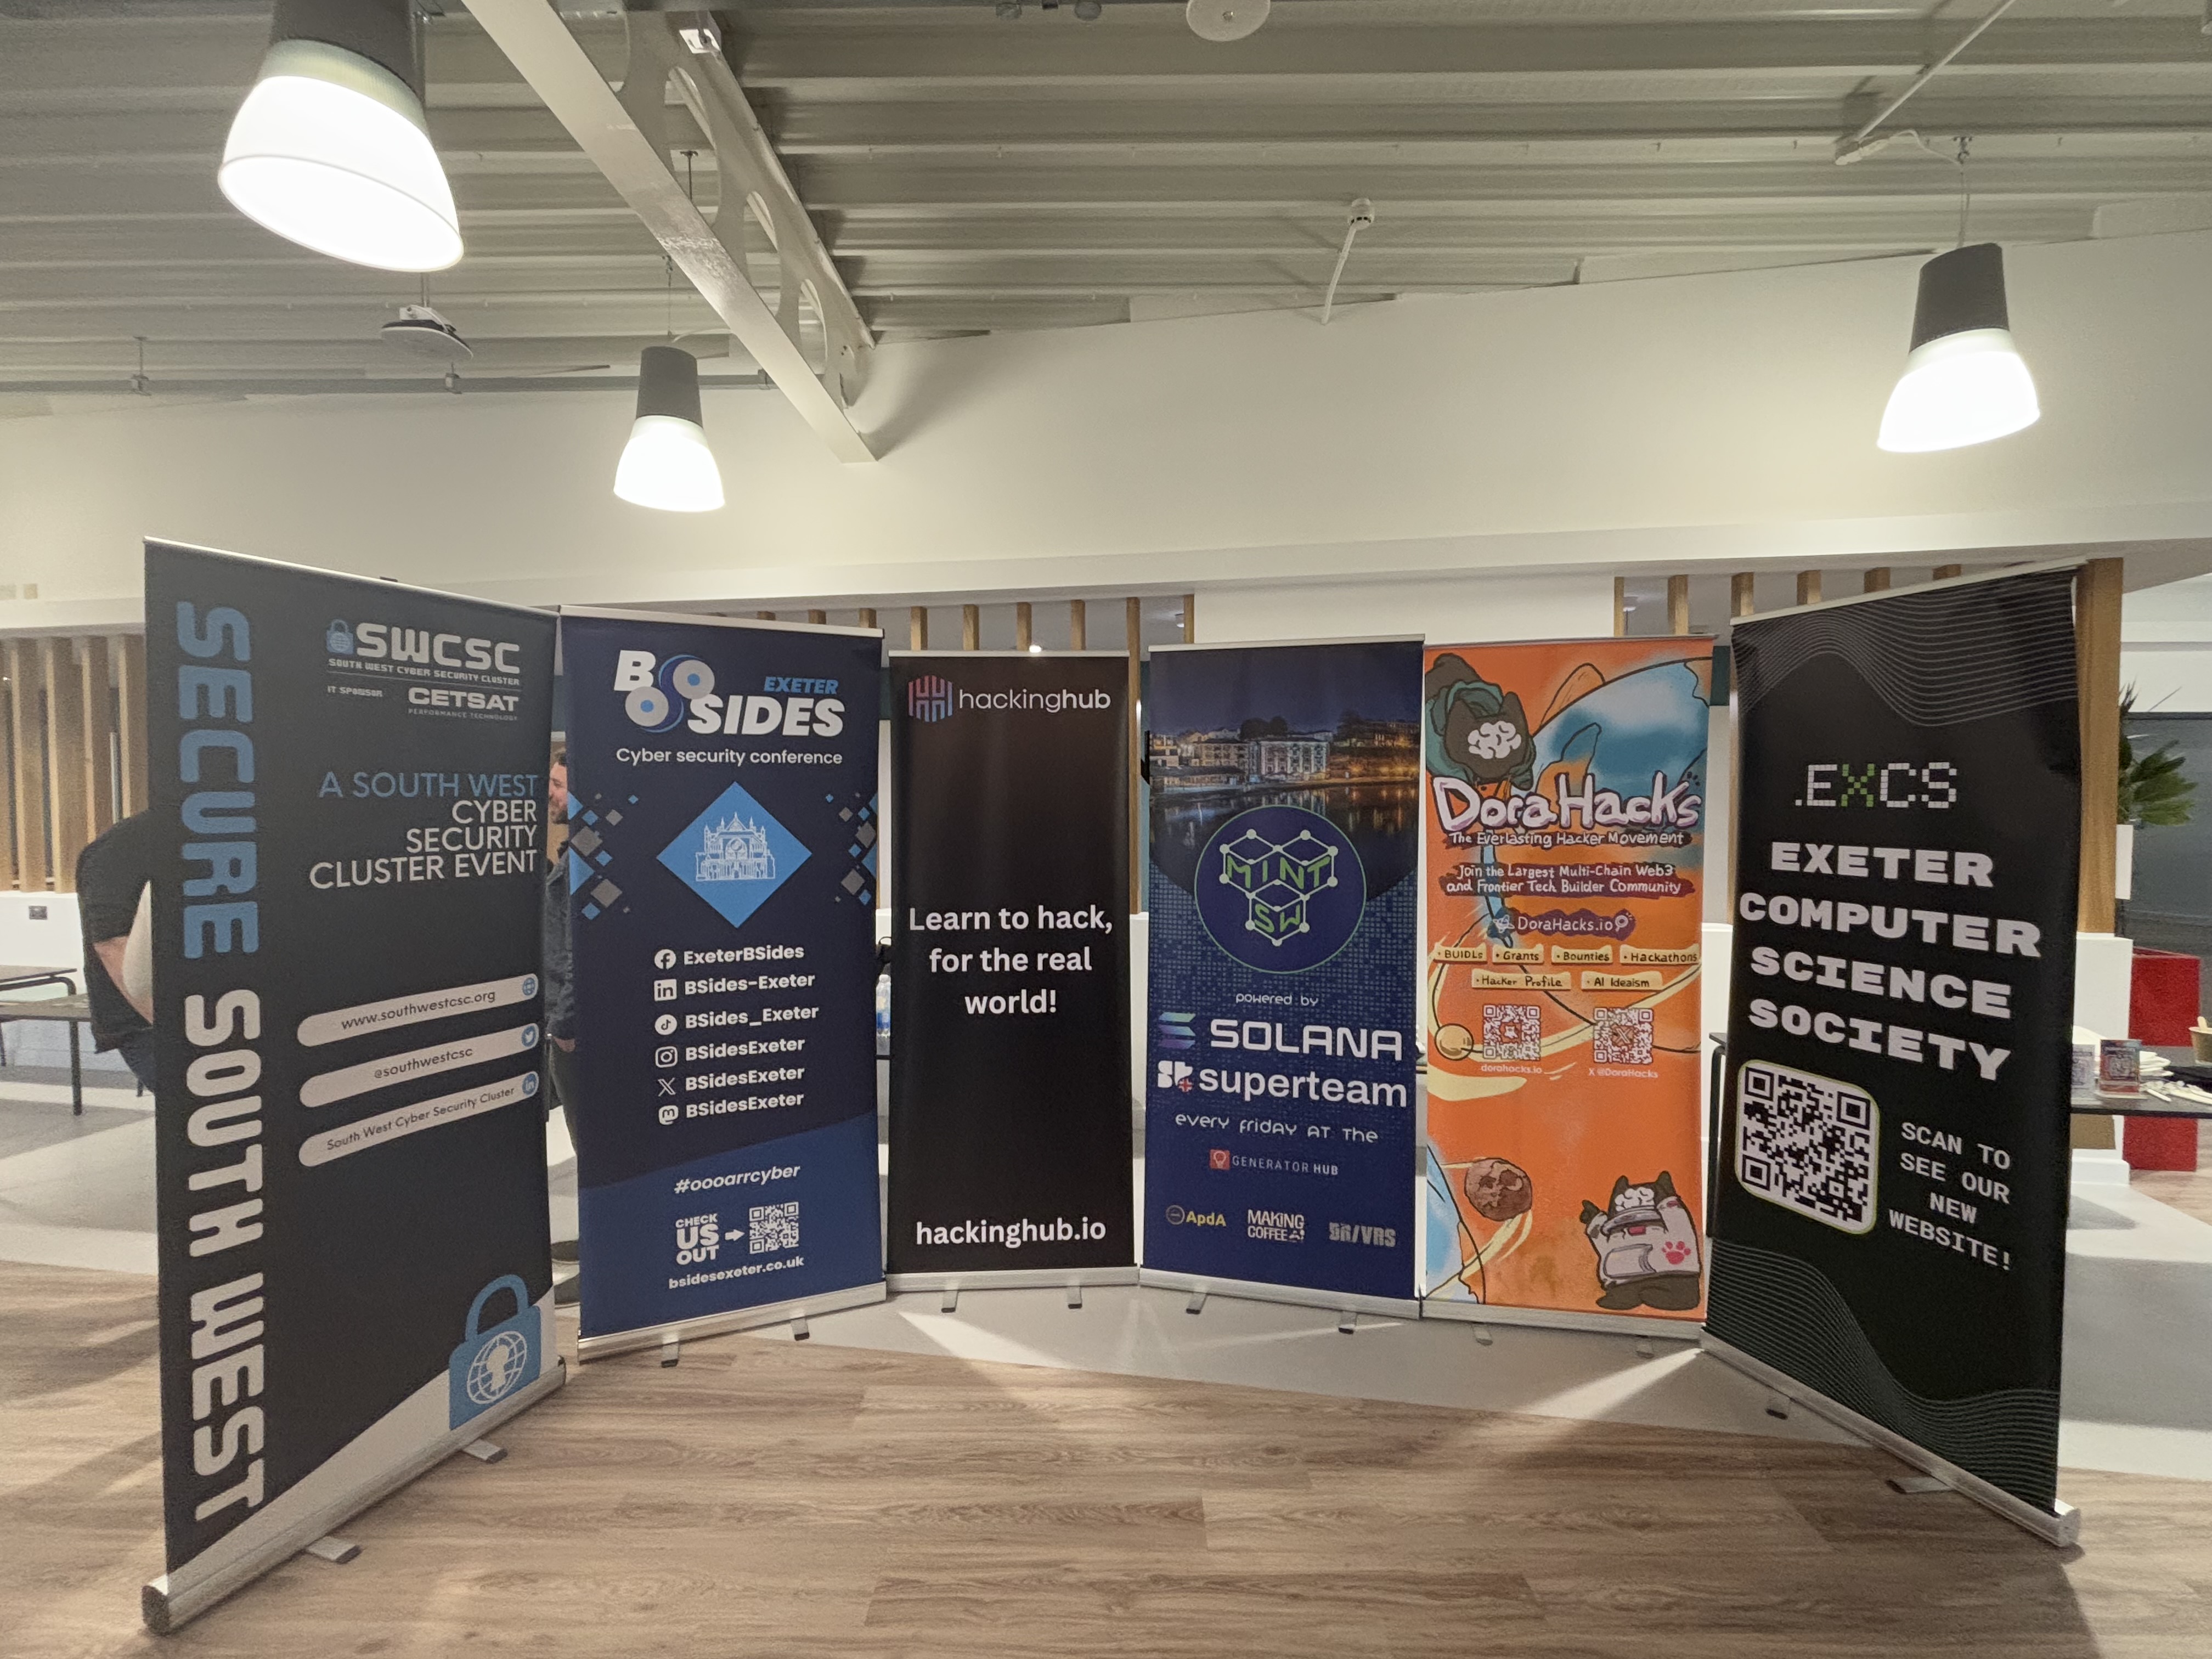 SECURE SOUTH WEST
SWCSC
SOUTH WEST CYBER SECURITY CLUSTER
IT SPONSOR
CETSAT
PERFORMANCE TECHNOLOGY
A SOUTH WEST
CYBER
SECURITY
CLUSTER EVENT
www.southwestcsc.org
@southwestcsc
South West Cyber Security Cluster
BSIDES
EXETER
Cyber security conference
ExeterBSides
BSides-Exeter
BSides_Exeter
BSidesExeter
BSidesExeter
BSidesExeter
#oooarrcyber
CHECK
US
OUT
bsidesexeter.co.uk
hackinghub
Learn to hack,
for the real
world!
hackinghub.io
MINT
SW
powered by
SOLANA
superteam
every friday at the
GENERATOR HUB
ApdA
MAKING
COFFEE
DR/VRS
DoraHacks
The Everlasting Hacker Movement
Join the Largest Multi-Chain Web3
and Frontier Tech Builder Community
DoraHacks.io
• BUIDLs • Grants • Bounties • Hackathons
• Hacker Profile • AI Idealism
dorahacks.io
X @DoraHacks
.EXCS
EXETER
COMPUTER
SCIENCE
SOCIETY
SCAN TO
SEE OUR
NEW
WEBSITE!